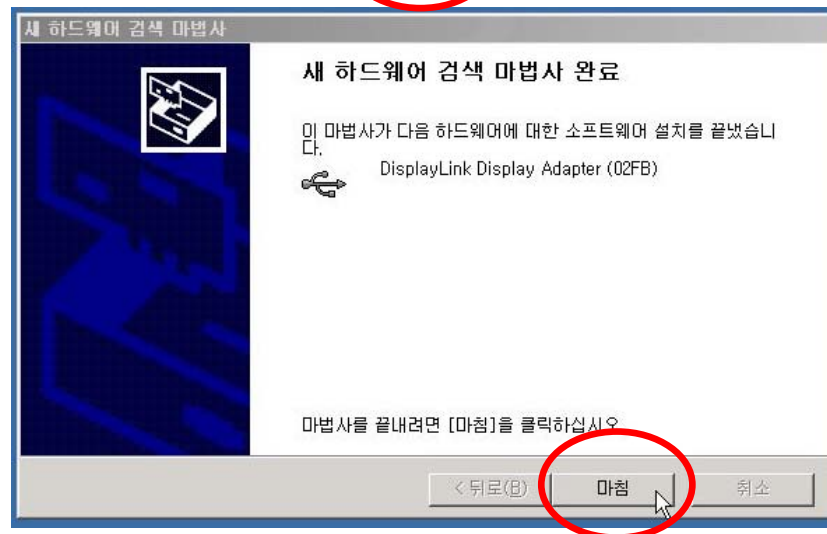 새 하드웨어 검색 마법사
새 하드웨어 검색 마법사 완료
이 마법사가 다음 하드웨어에 대한 소프트웨어 설치를 끝냈습니
다.
DisplayLink Display Adapter (02FB)
마법사를 끝내려면 [마침]을 클릭하십시오
< 뒤로(B) 마침 취소